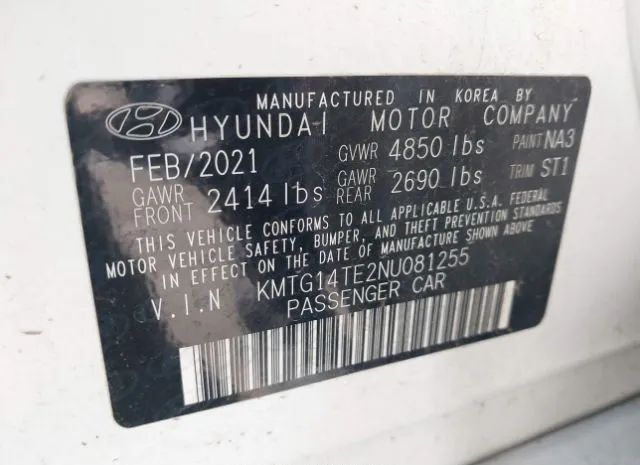 MANUFACTURED IN KOREA BY
HYUNDAI MOTOR COMPANY
FEB/2021 GVWR 4850 lbs PAINT NA3
GAWR FRONT 2414 lbs GAWR REAR 2690 lbs TRIM ST1
THIS VEHICLE CONFORMS TO ALL APPLICABLE U.S.A. FEDERAL
MOTOR VEHICLE SAFETY, BUMPER, AND THEFT PREVENTION STANDARDS
IN EFFECT ON THE DATE OF MANUFACTURE SHOWN ABOVE.
V.I.N KMTG14TE2NU081255
PASSENGER CAR